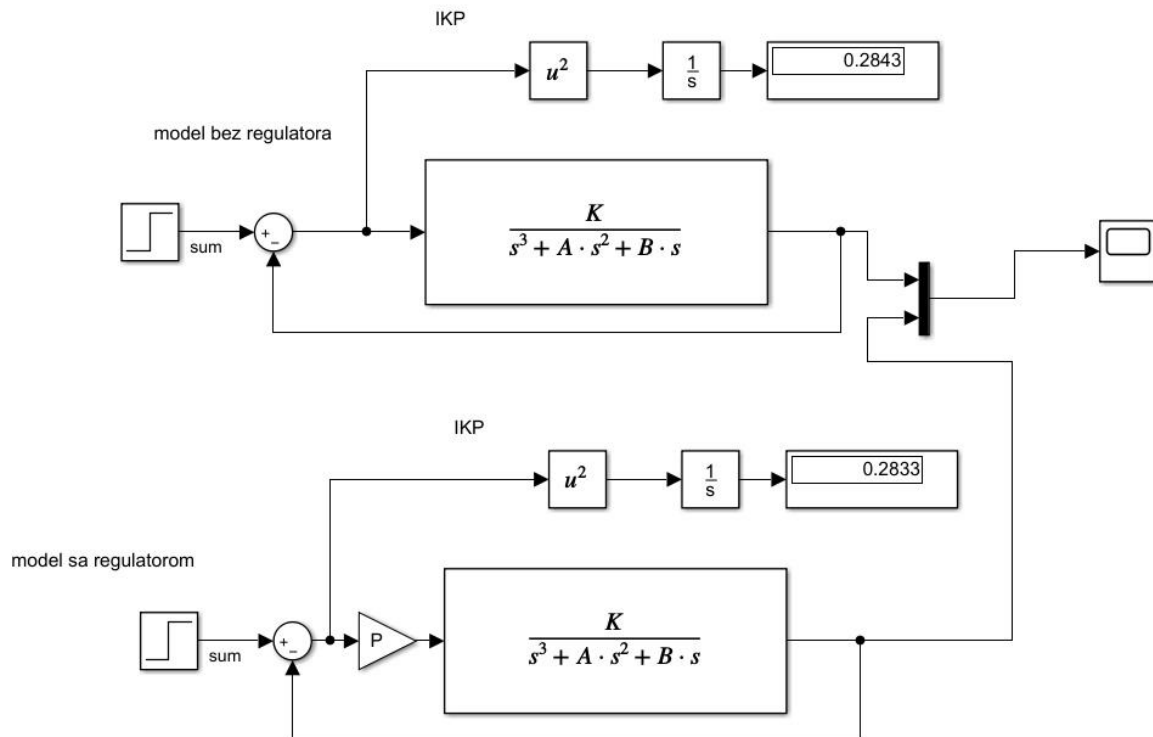 IKP
u²
1
s
0.2843
model bez regulatora
sum
+
−
K
s³ + A · s² + B · s
IKP
u²
1
s
0.2833
model sa regulatorom
sum
+
−
P
K
s³ + A · s² + B · s